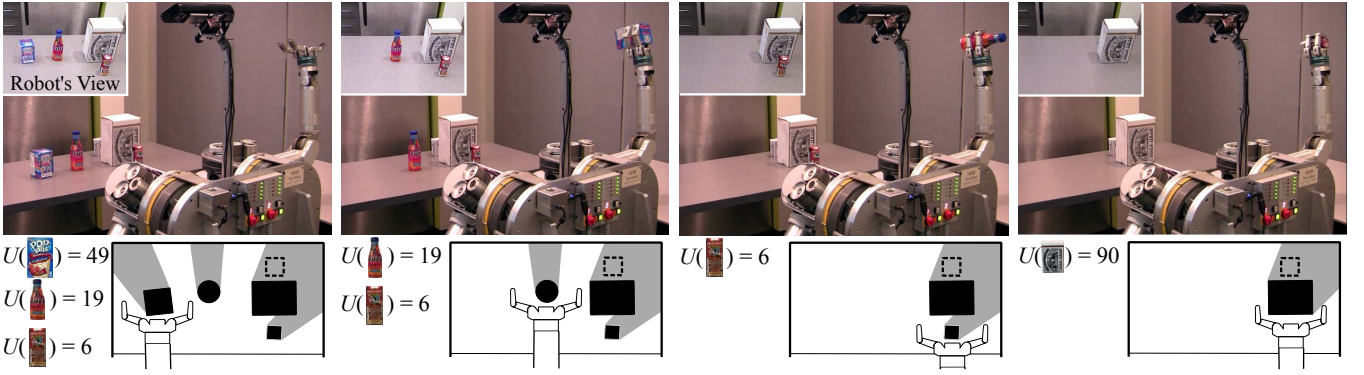 Robot's View
U( ) = 49
U( ) = 19
U( ) = 6
U( ) = 19
U( ) = 6
U( ) = 6
U( ) = 90